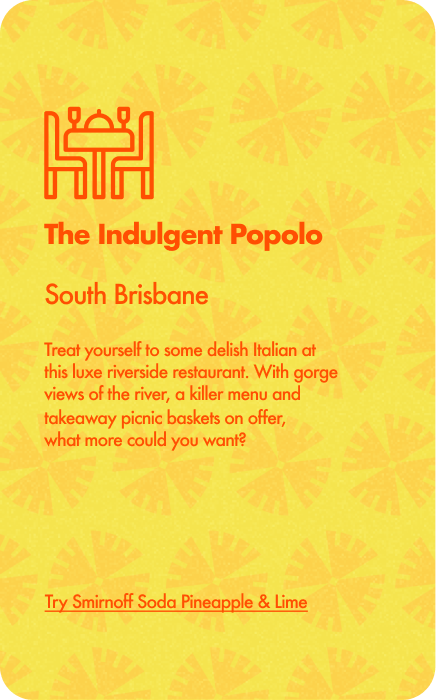 The Indulgent Popolo
South Brisbane
Treat yourself to some delish Italian at
this luxe riverside restaurant. With gorge
views of the river, a killer menu and
takeaway picnic baskets on offer,
what more could you want?
Try Smirnoff Soda Pineapple & Lime